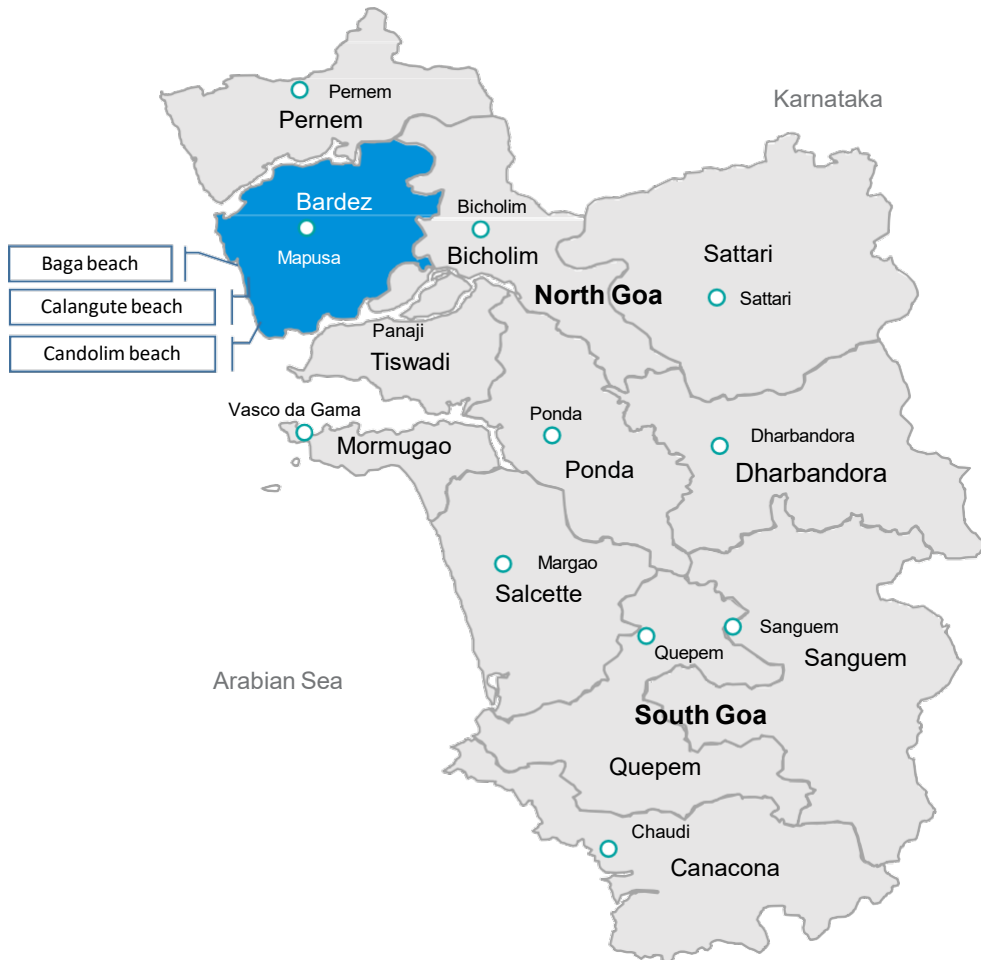 Pernem
Karnataka
Pernem
Bardez
Bicholim
Mapusa
Bicholim
Sattari
Baga beach
North Goa
Sattari
Calangute beach
Panaji
Candolim beach
Tiswadi
Vasco da Gama
Ponda
Mormugao
Dharbandora
Ponda
Dharbandora
Margao
Salcette
Sanguem
Quepem
Sanguem
Arabian Sea
South Goa
Quepem
Chaudi
Canacona